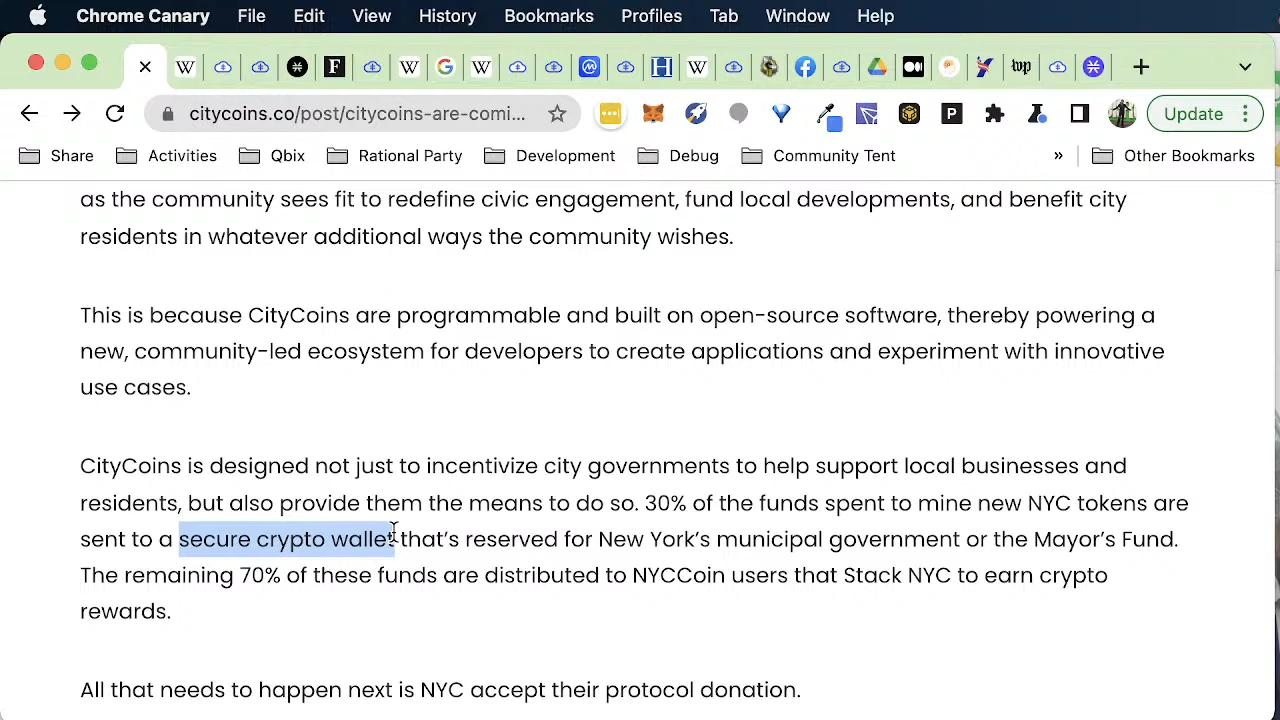 Chrome Canary File Edit View History Bookmarks Profiles Tab Window Help
citycoins.co/post/citycoins-are-comi... Update
Share Activities Qbix Rational Party Development Debug Community Tent » Other Bookmarks
as the community sees fit to redefine civic engagement, fund local developments, and benefit city
residents in whatever additional ways the community wishes.
This is because CityCoins are programmable and built on open-source software, thereby powering a
new, community-led ecosystem for developers to create applications and experiment with innovative
use cases.
CityCoins is designed not just to incentivize city governments to help support local businesses and
residents, but also provide them the means to do so. 30% of the funds spent to mine new NYC tokens are
sent to a secure crypto wallet that’s reserved for New York’s municipal government or the Mayor’s Fund.
The remaining 70% of these funds are distributed to NYCCoin users that Stack NYC to earn crypto
rewards.
All that needs to happen next is NYC accept their protocol donation.